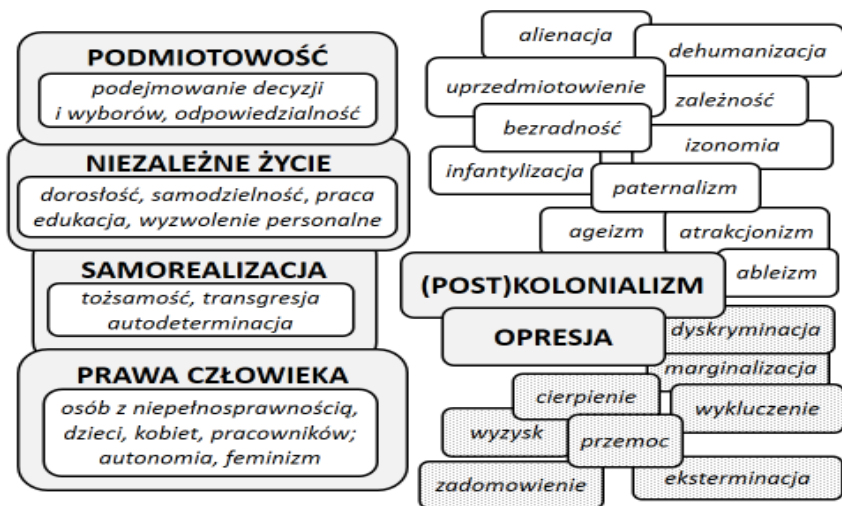 PODMIOTOWOŚĆ
podejmowanie decyzji
i wyborów, odpowiedzialność
NIEZALEŻNE ŻYCIE
dorosłość, samodzielność, praca
edukacja, wyzwolenie personalne
SAMOREALIZACJA
tożsamość, transgresja
autodeterminacja
PRAWA CZŁOWIEKA
osób z niepełnosprawnością,
dzieci, kobiet, pracowników;
autonomia, feminizm
alienacja
dehumanizacja
uprzedmiotowienie
zależność
bezradność
izonomia
infantylizacja
paternalizm
ageizm
atrakcjonizm
ableizm
(POST)KOLONIALIZM
OPRESJA
dyskryminacja
marginalizacja
cierpienie
wykluczenie
wyzysk
przemoc
zadomowienie
eksterminacja